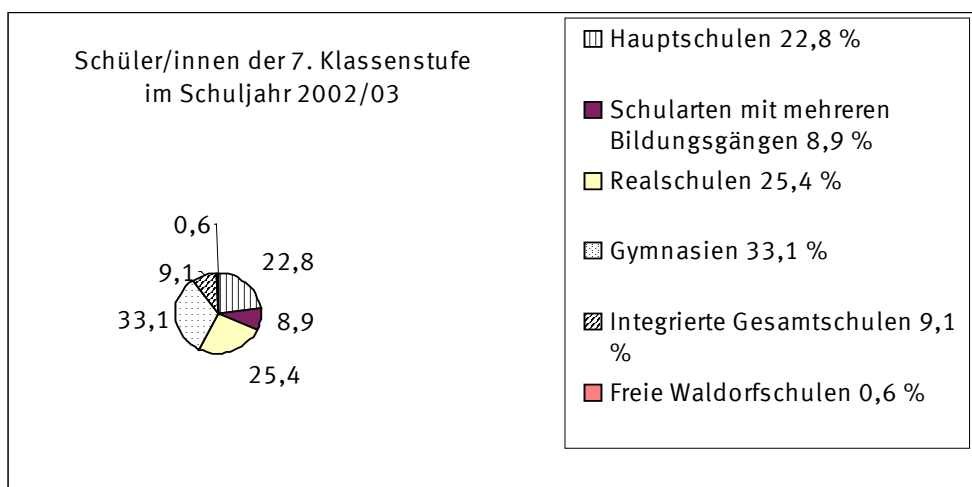 Schüler/innen der 7. Klassenstufe
im Schuljahr 2002/03
0,6
22,8
9,1
33,1
8,9
25,4
Hauptschulen 22,8 %
Schularten mit mehreren
Bildungsgängen 8,9 %
Realschulen 25,4 %
Gymnasien 33,1 %
Integrierte Gesamtschulen 9,1
%
Freie Waldorfschulen 0,6 %